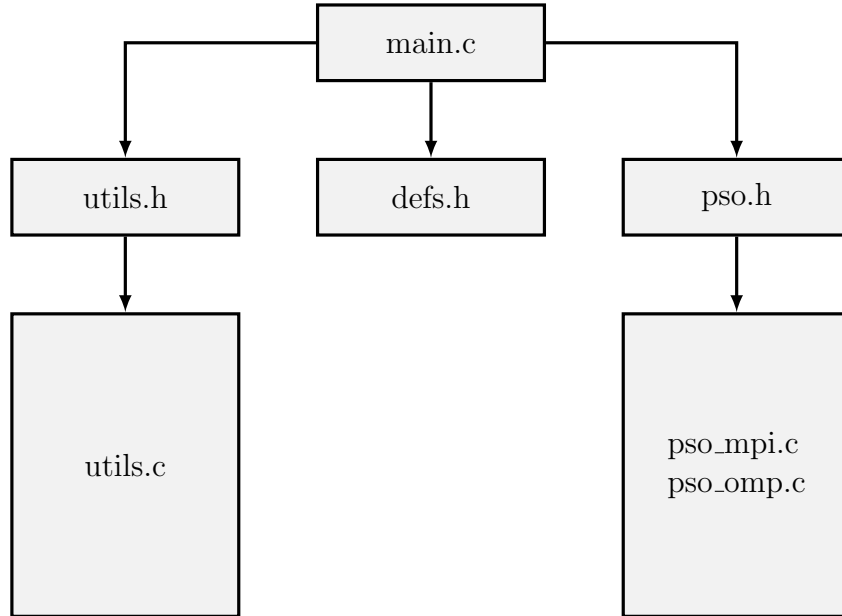 main.c
utils.h
defs.h
pso.h
utils.c
pso_mpi.c
pso_omp.c